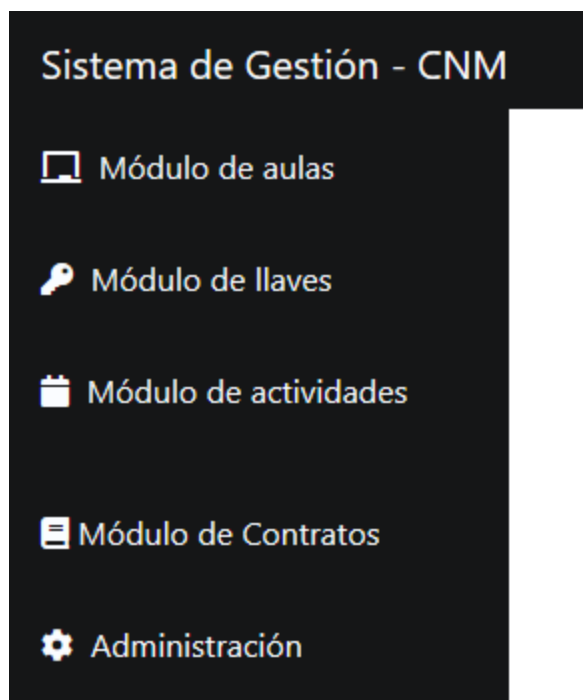 Sistema de Gestión - CNM
Módulo de aulas
Módulo de llaves
Módulo de actividades
Módulo de Contratos
Administración